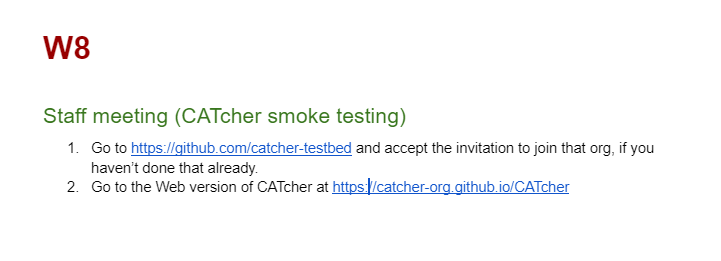 W8
Staff meeting (CATcher smoke testing)
1. Go to https://github.com/catcher-testbed and accept the invitation to join that org, if you
haven't done that already.
2. Go to the Web version of CATcher at https://catcher-org.github.io/CATcher